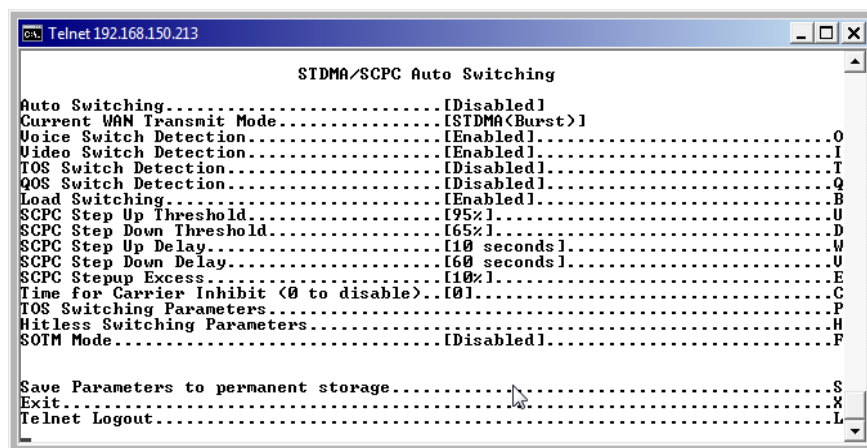 Telnet 192.168.150.213
STDMA/SCPC Auto Switching
Auto Switching...........................[Disabled]
Current WAN Transmit Mode................[STDMA(Burst)]
Voice Switch Detection...................[Enabled].............................O
Video Switch Detection...................[Enabled].............................I
TOS Switch Detection.....................[Disabled]............................T
QOS Switch Detection.....................[Disabled]............................Q
Load Switching...........................[Enabled].............................B
SCPC Step Up Threshold...................[95%].................................U
SCPC Step Down Threshold.................[65%].................................D
SCPC Step Up Delay.......................[10 seconds]..........................W
SCPC Step Down Delay.....................[60 seconds]..........................V
SCPC Stepup Excess.......................[10%].................................E
Time for Carrier Inhibit (0 to disable)..[0]...................................C
TOS Switching Parameters.......................................................P
Hitless Switching Parameters...................................................H
SOTM Mode................................[Disabled]............................F
Save Parameters to permanent storage...........................................S
Exit...........................................................................X
Telnet Logout..................................................................L